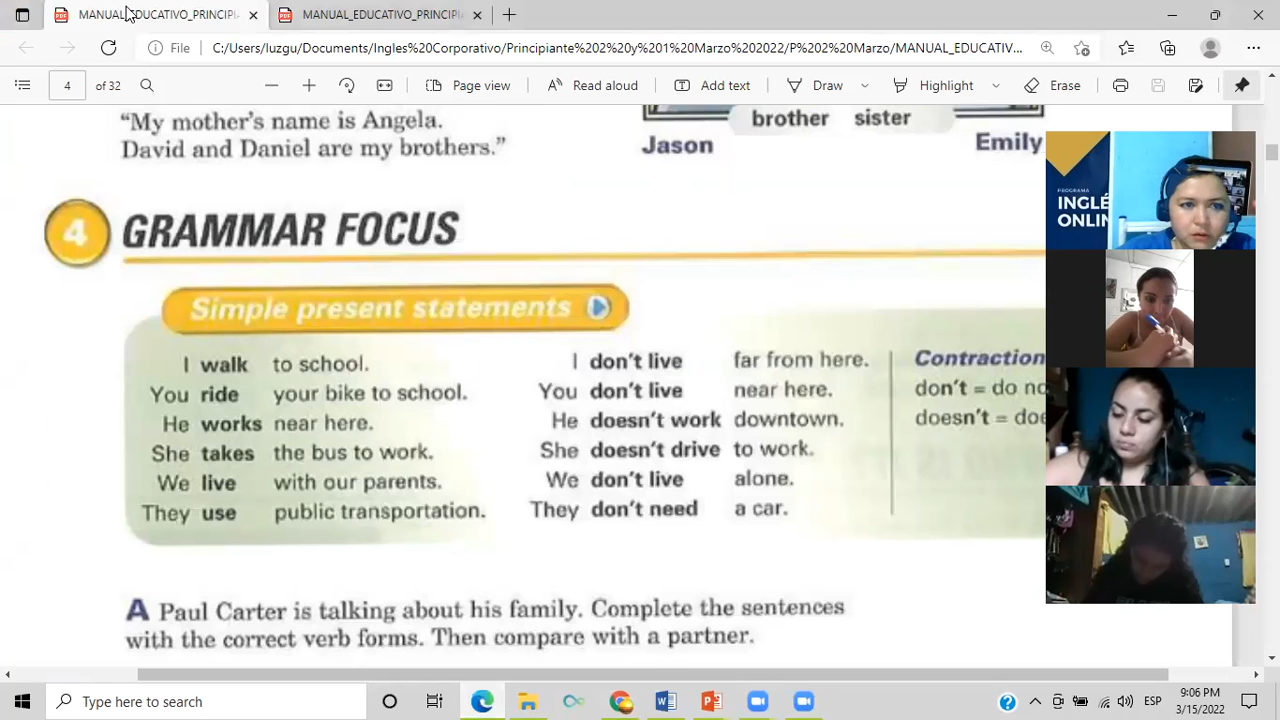 MANUAL_EDUCATIVO_PRINCIPI
MANUAL_EDUCATIVO_PRINCIPI
File
C:/Users/luzgu/Documents/Ingles%20Corporativo/Principiante%202%20y%201%20Marzo%2022/P%202%20Marzo/MANUAL_EDUCATIV...
4 of 32
Page view
Read aloud
Add text
Draw
Highlight
Erase
"My mother's name is Angela.
David and Daniel are my brothers."
brother sister
Jason
Emily
PROGRAMA
INGLÉ
ONLIN
4 GRAMMAR FOCUS
Simple present statements
I walk to school.
You ride your bike to school.
He works near here.
She takes the bus to work.
We live with our parents.
They use public transportation.
I don't live far from here.
You don't live near here.
He doesn't work downtown.
She doesn't drive to work.
We don't live alone.
They don't need a car.
Contraction
don't = do no
doesn't = doe
A Paul Carter is talking about his family. Complete the sentences
with the correct verb forms. Then compare with a partner.
Type here to search
ESP
9:06 PM
3/15/2022